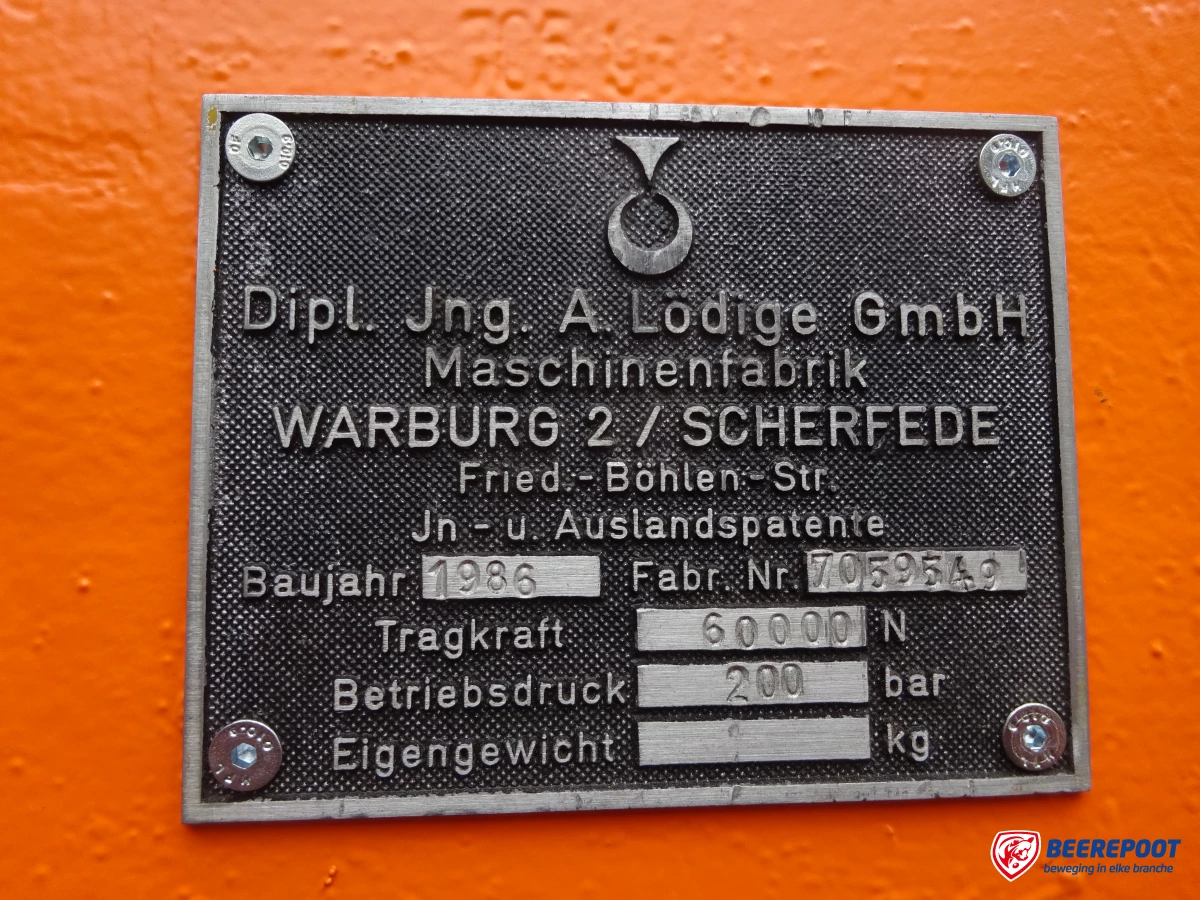 Dipl. Jng. A. Lödige GmbH
Maschinenfabrik
WARBURG 2 / SCHERFEDE
Fried.-Böhlen-Str.
Jn - u. Auslandspatente
Baujahr 1986 Fabr. Nr. 7059549
Tragkraft 60000 N
Betriebsdruck 200 bar
Eigengewicht kg
BEEREPOOT
beweging in elke branche